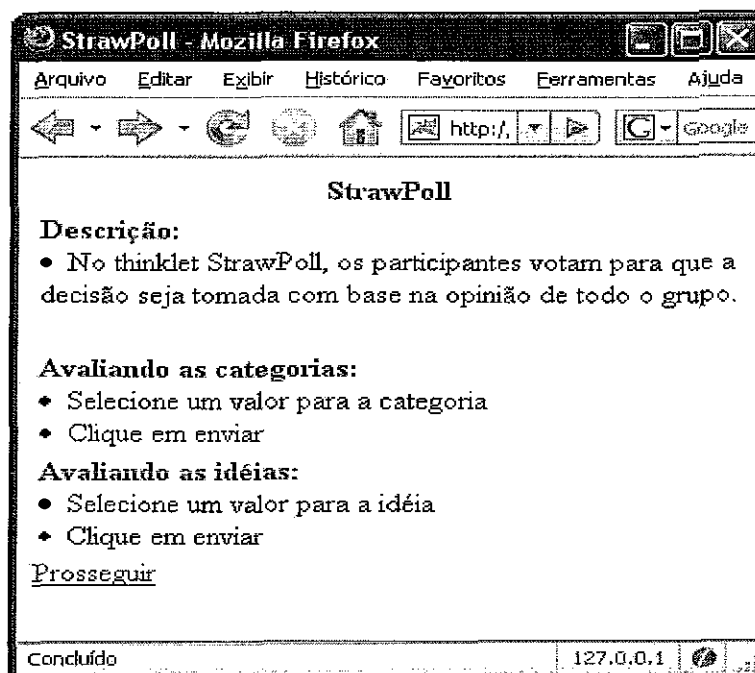 StrawPoll - Mozilla Firefox
Arquivo Editar Exibir Histórico Favoritos Ferramentas Ajuda
http:/, G Google
StrawPoll
Descrição:
• No thinklet StrawPoll, os participantes votam para que a
decisão seja tomada com base na opinião de todo o grupo.
Avaliando as categorias:
• Selecione um valor para a categoria
• Clique em enviar
Avaliando as idéias:
• Selecione um valor para a idéia
• Clique em enviar
Prosseguir
Concluído 127.0.0.1